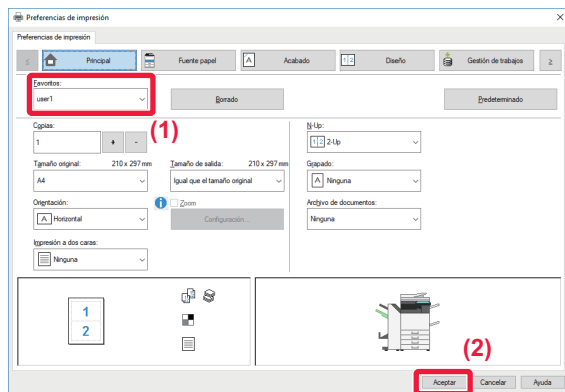 Preferencias de impresión
Preferencias de impresión
Principal
Fuente papel
Acabado
Diseño
Gestión de trabajos
Favoritos:
user1
Borrado
Predeterminado
(1)
Copias:
1
+ -
N-Up:
1 2 2-Up
Tamaño original: 210 x 297 mm
A4
Tamaño de salida: 210 x 297 mm
Igual que el tamaño original
Grapado:
A Ninguna
Orientación:
A Horizontal
Zoom
Configuración...
Archivo de documentos:
Ninguna
Impresión a dos caras:
Ninguna
1
2
(2)
Aceptar
Cancelar
Ayuda